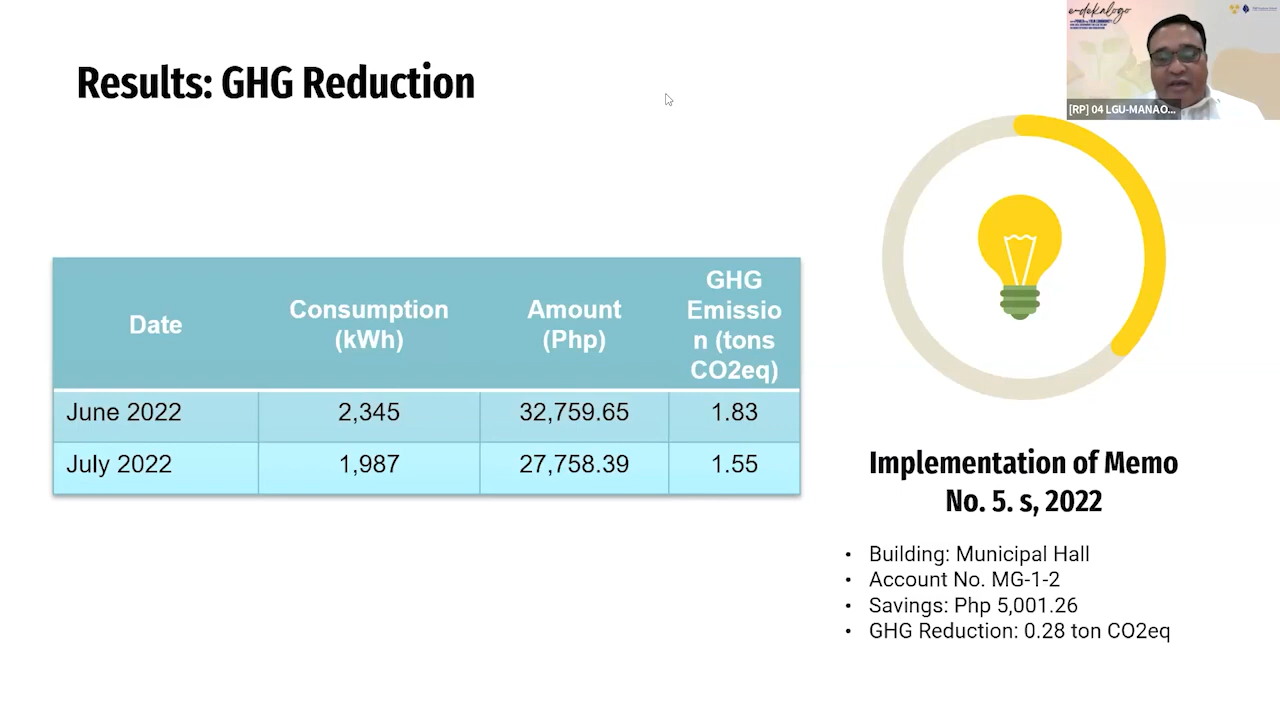 Results: GHG Reduction
e-dekalogo
[RP] 04 LGU-MANAO...
Date
Consumption
(kWh)
Amount
(Php)
GHG
Emissio
n (tons
CO2eq)
June 2022
2,345
32,759.65
1.83
July 2022
1,987
27,758.39
1.55
Implementation of Memo
No. 5. s, 2022
• Building: Municipal Hall
• Account No. MG-1-2
• Savings: Php 5,001.26
• GHG Reduction: 0.28 ton CO2eq